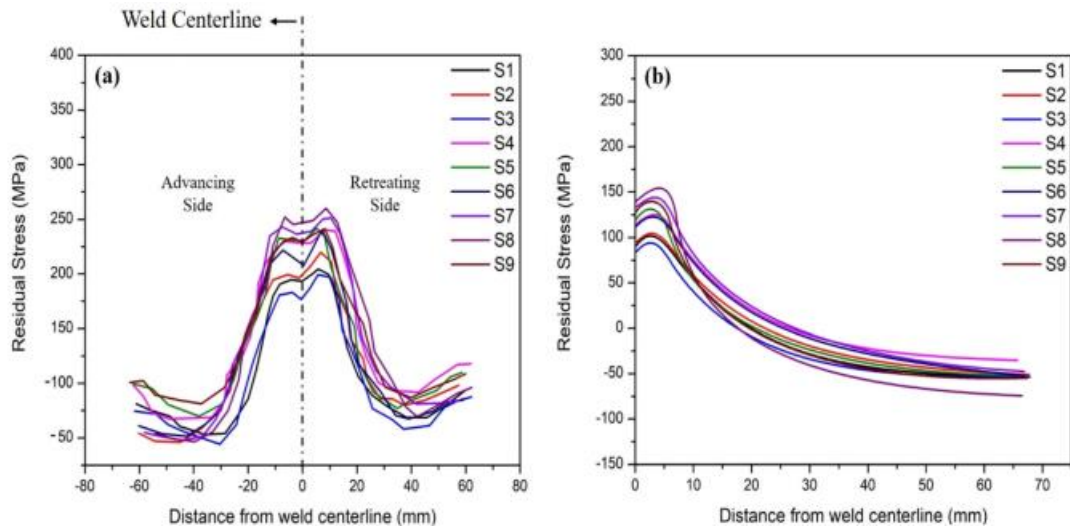 Weld Centerline
(a)
400
350
300
250
200
150
-100
-50
Residual Stress (MPa)
Advancing
Side
Retreating
Side
S1
S2
S3
S4
S5
S6
S7
S8
S9
-80 -60 -40 -20 0 20 40 60 80
Distance from weld centerline (mm)
(b)
300
250
200
150
100
50
0
-50
-100
-150
Residual Stress (MPa)
S1
S2
S3
S4
S5
S6
S7
S8
S9
0 10 20 30 40 50 60 70
Distance from weld centerline (mm)